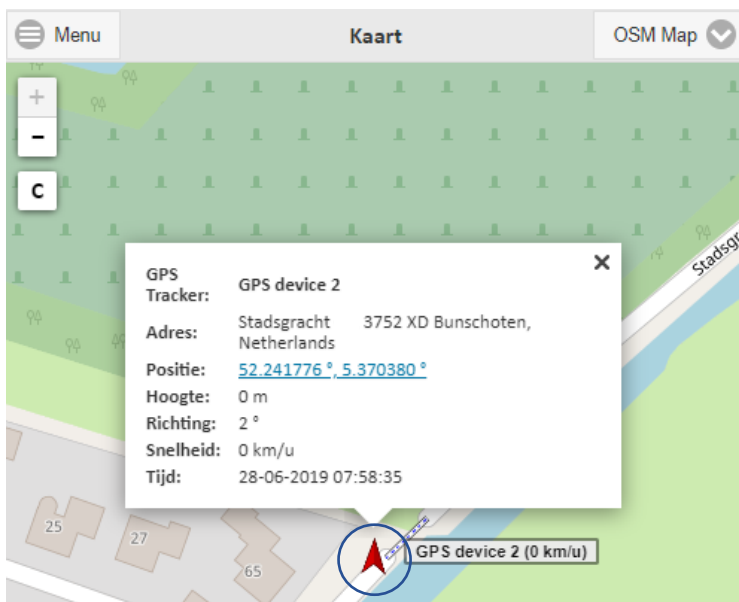 Menu
Kaart
OSM Map
+
-
C
Stadsgr
GPS Tracker: GPS device 2
Adres: Stadsgracht 3752 XD Bunschoten, Netherlands
Positie: 52.241776 °, 5.370380 °
Hoogte: 0 m
Richting: 2 °
Snelheid: 0 km/u
Tijd: 28-06-2019 07:58:35
25
27
65
GPS device 2 (0 km/u)